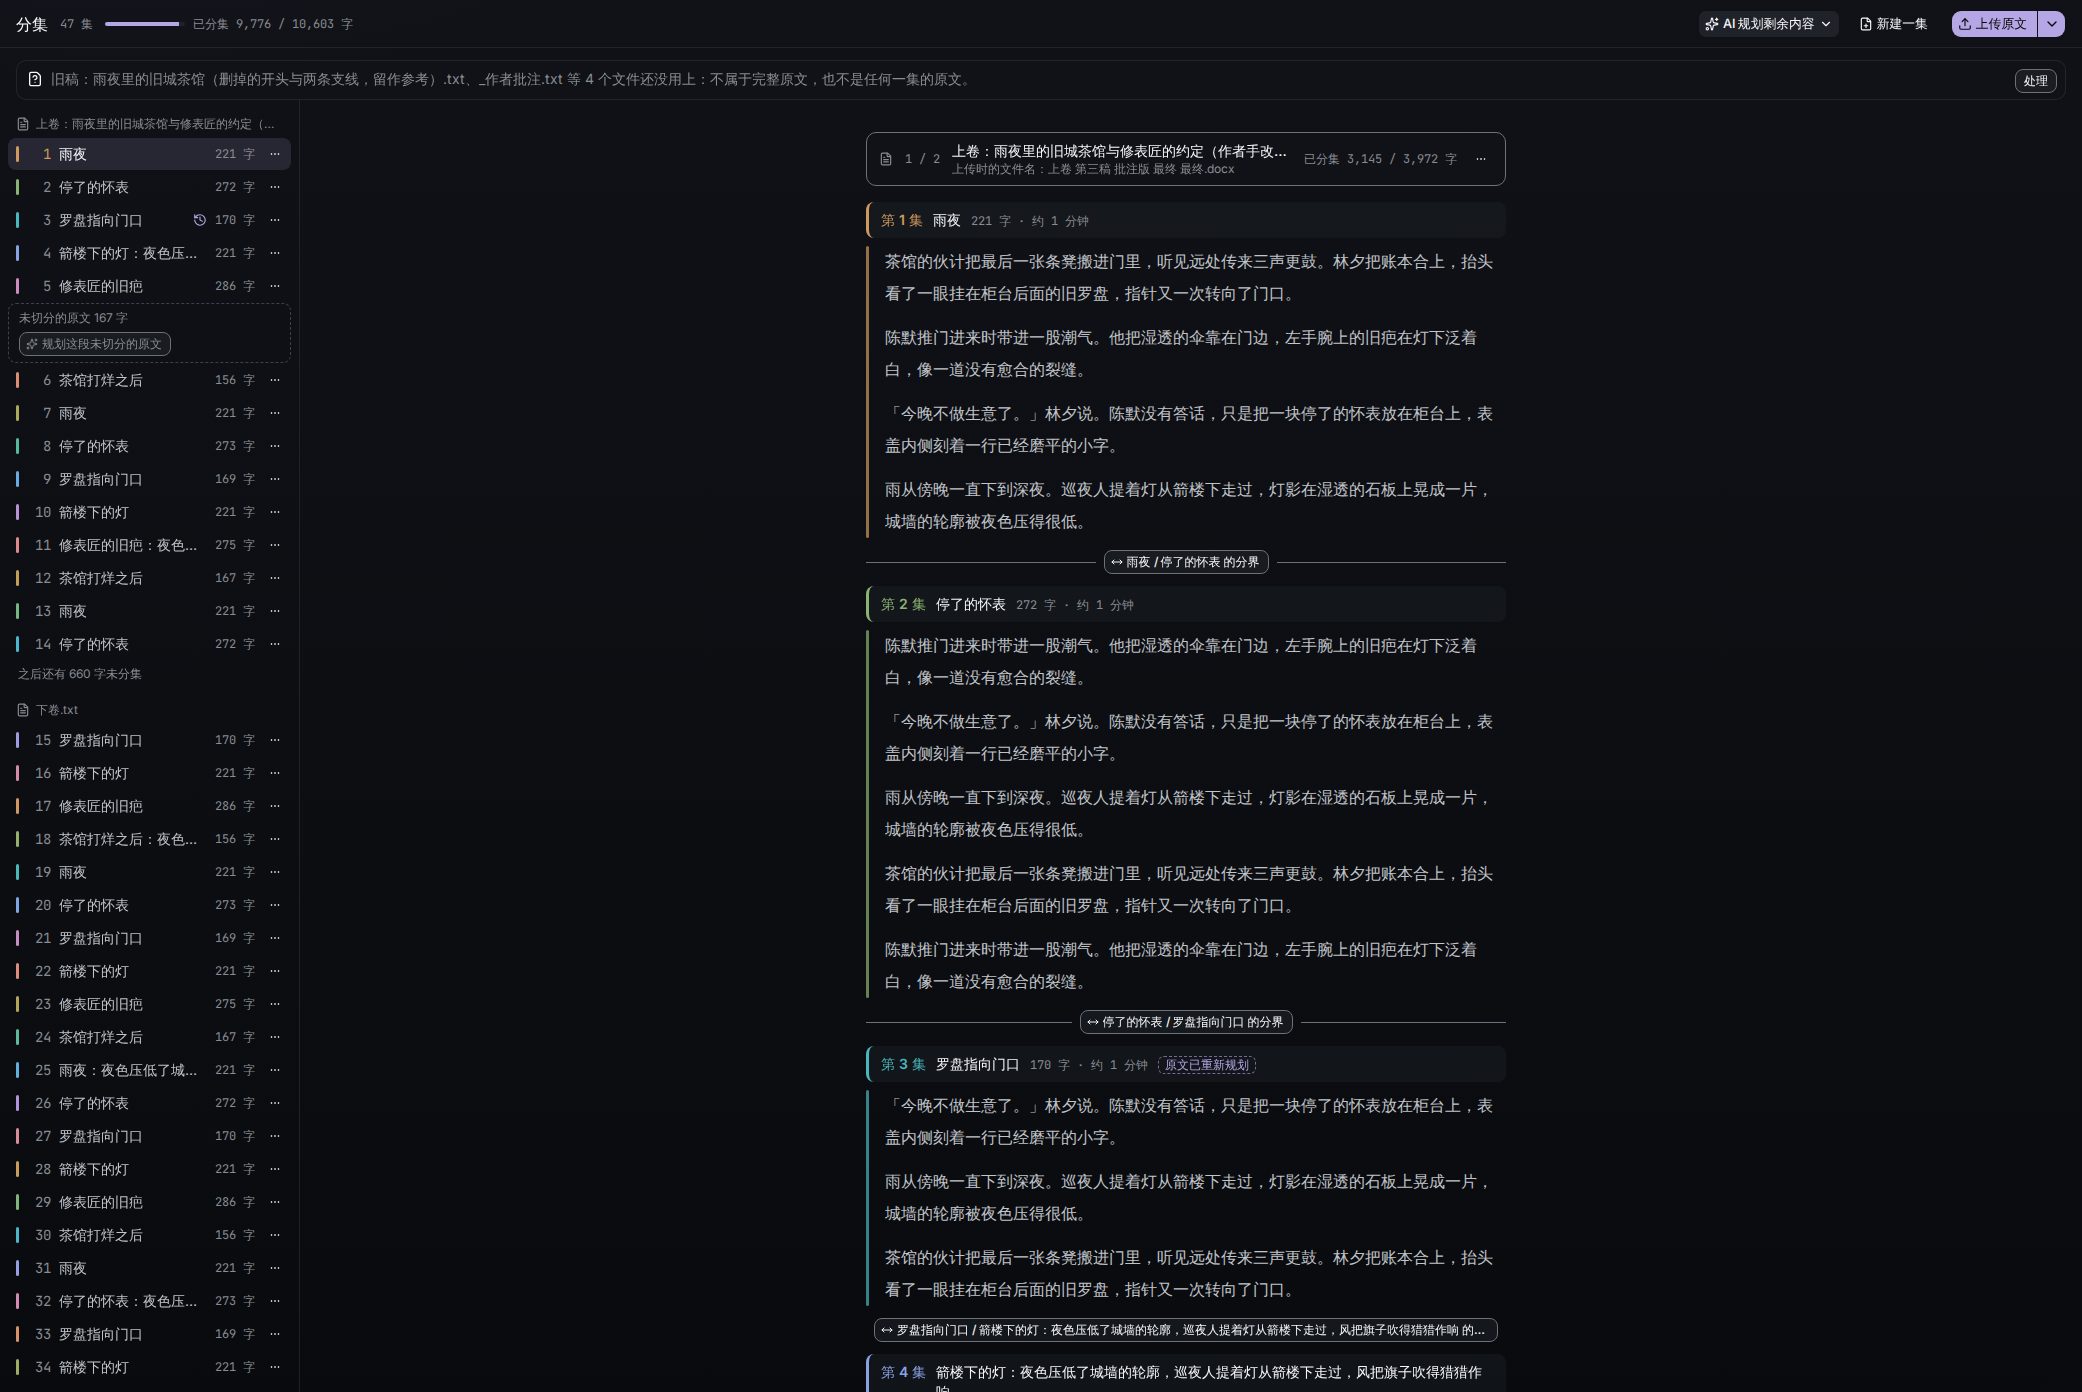 分集 47 集 已分集 9,776 / 10,603 字 AI 规划剩余内容 新建一集 上传原文
旧稿：雨夜里的旧城茶馆（删掉的开头与两条支线，留作参考）.txt、_作者批注.txt 等 4 个文件还没用上：不属于完整原文，也不是任何一集的原文。 处理
上卷：雨夜里的旧城茶馆与修表匠的约定（...
1 雨夜 221 字 ...
2 停了的怀表 272 字 ...
3 罗盘指向门口 170 字 ...
4 箭楼下的灯：夜色压... 221 字 ...
5 修表匠的旧疤 286 字 ...
未切分的原文 167 字
规划这段未切分的原文
6 茶馆打烊之后 156 字 ...
7 雨夜 221 字 ...
8 停了的怀表 273 字 ...
9 罗盘指向门口 169 字 ...
10 箭楼下的灯 221 字 ...
11 修表匠的旧疤：夜色... 275 字 ...
12 茶馆打烊之后 167 字 ...
13 雨夜 221 字 ...
14 停了的怀表 272 字 ...
之后还有 660 字未分集
下卷.txt
15 罗盘指向门口 170 字 ...
16 箭楼下的灯 221 字 ...
17 修表匠的旧疤 286 字 ...
18 茶馆打烊之后：夜色... 156 字 ...
19 雨夜 221 字 ...
20 停了的怀表 273 字 ...
21 罗盘指向门口 169 字 ...
22 箭楼下的灯 221 字 ...
23 修表匠的旧疤 275 字 ...
24 茶馆打烊之后 167 字 ...
25 雨夜：夜色压低了城... 221 字 ...
26 停了的怀表 272 字 ...
27 罗盘指向门口 170 字 ...
28 箭楼下的灯 221 字 ...
29 修表匠的旧疤 286 字 ...
30 茶馆打烊之后 156 字 ...
31 雨夜 221 字 ...
32 停了的怀表：夜色压... 273 字 ...
33 罗盘指向门口 169 字 ...
34 箭楼下的灯 221 字 ...
1 / 2 上卷：雨夜里的旧城茶馆与修表匠的约定（作者手改... 已分集 3,145 / 3,972 字 ...
上传时的文件名：上卷 第三稿 批注版 最终 最终.docx
第 1 集 雨夜 221 字 · 约 1 分钟
茶馆的伙计把最后一张条凳搬进门里，听见远处传来三声更鼓。林夕把账本合上，抬头
看了一眼挂在柜台后面的旧罗盘，指针又一次转向了门口。
陈默推门进来时带进一股潮气。他把湿透的伞靠在门边，左手腕上的旧疤在灯下泛着
白，像一道没有愈合的裂缝。
「今晚不做生意了。」林夕说。陈默没有答话，只是把一块停了的怀表放在柜台上，表
盖内侧刻着一行已经磨平的小字。
雨从傍晚一直下到深夜。巡夜人提着灯从箭楼下走过，灯影在湿透的石板上晃成一片，
城墙的轮廓被夜色压得很低。
雨夜 / 停了的怀表 的分界
第 2 集 停了的怀表 272 字 · 约 1 分钟
陈默推门进来时带进一股潮气。他把湿透的伞靠在门边，左手腕上的旧疤在灯下泛着
白，像一道没有愈合的裂缝。
「今晚不做生意了。」林夕说。陈默没有答话，只是把一块停了的怀表放在柜台上，表
盖内侧刻着一行已经磨平的小字。
雨从傍晚一直下到深夜。巡夜人提着灯从箭楼下走过，灯影在湿透的石板上晃成一片，
城墙的轮廓被夜色压得很低。
茶馆的伙计把最后一张条凳搬进门里，听见远处传来三声更鼓。林夕把账本合上，抬头
看了一眼挂在柜台后面的旧罗盘，指针又一次转向了门口。
陈默推门进来时带进一股潮气。他把湿透的伞靠在门边，左手腕上的旧疤在灯下泛着
白，像一道没有愈合的裂缝。
停了的怀表 / 罗盘指向门口 的分界
第 3 集 罗盘指向门口 170 字 · 约 1 分钟 原文已重新规划
「今晚不做生意了。」林夕说。陈默没有答话，只是把一块停了的怀表放在柜台上，表
盖内侧刻着一行已经磨平的小字。
雨从傍晚一直下到深夜。巡夜人提着灯从箭楼下走过，灯影在湿透的石板上晃成一片，
城墙的轮廓被夜色压得很低。
茶馆的伙计把最后一张条凳搬进门里，听见远处传来三声更鼓。林夕把账本合上，抬头
看了一眼挂在柜台后面的旧罗盘，指针又一次转向了门口。
罗盘指向门口 / 箭楼下的灯：夜色压低了城墙的轮廓，巡夜人提着灯从箭楼下走过，风把旗子吹得猎猎作响 的...
第 4 集 箭楼下的灯：夜色压低了城墙的轮廓，巡夜人提着灯从箭楼下走过，风把旗子吹得猎猎作
响